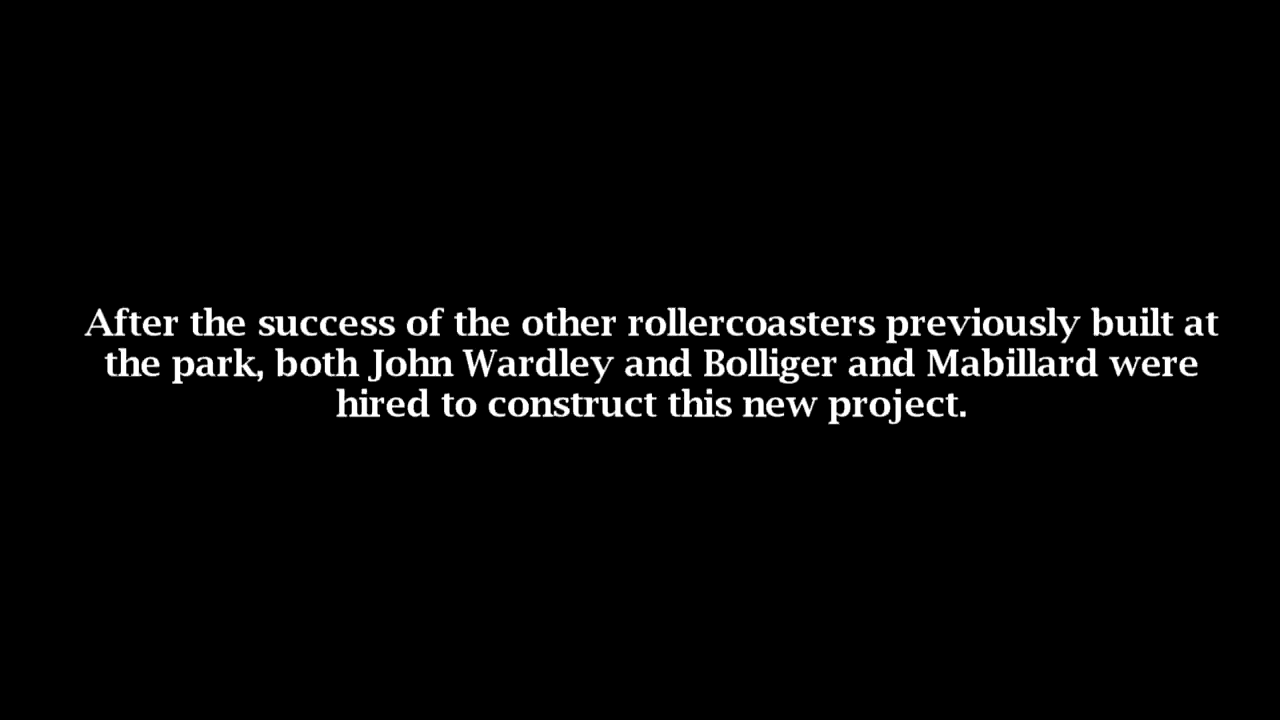 After the success of the other rollercoasters previously built at
the park, both John Wardley and Bolliger and Mabillard were
hired to construct this new project.